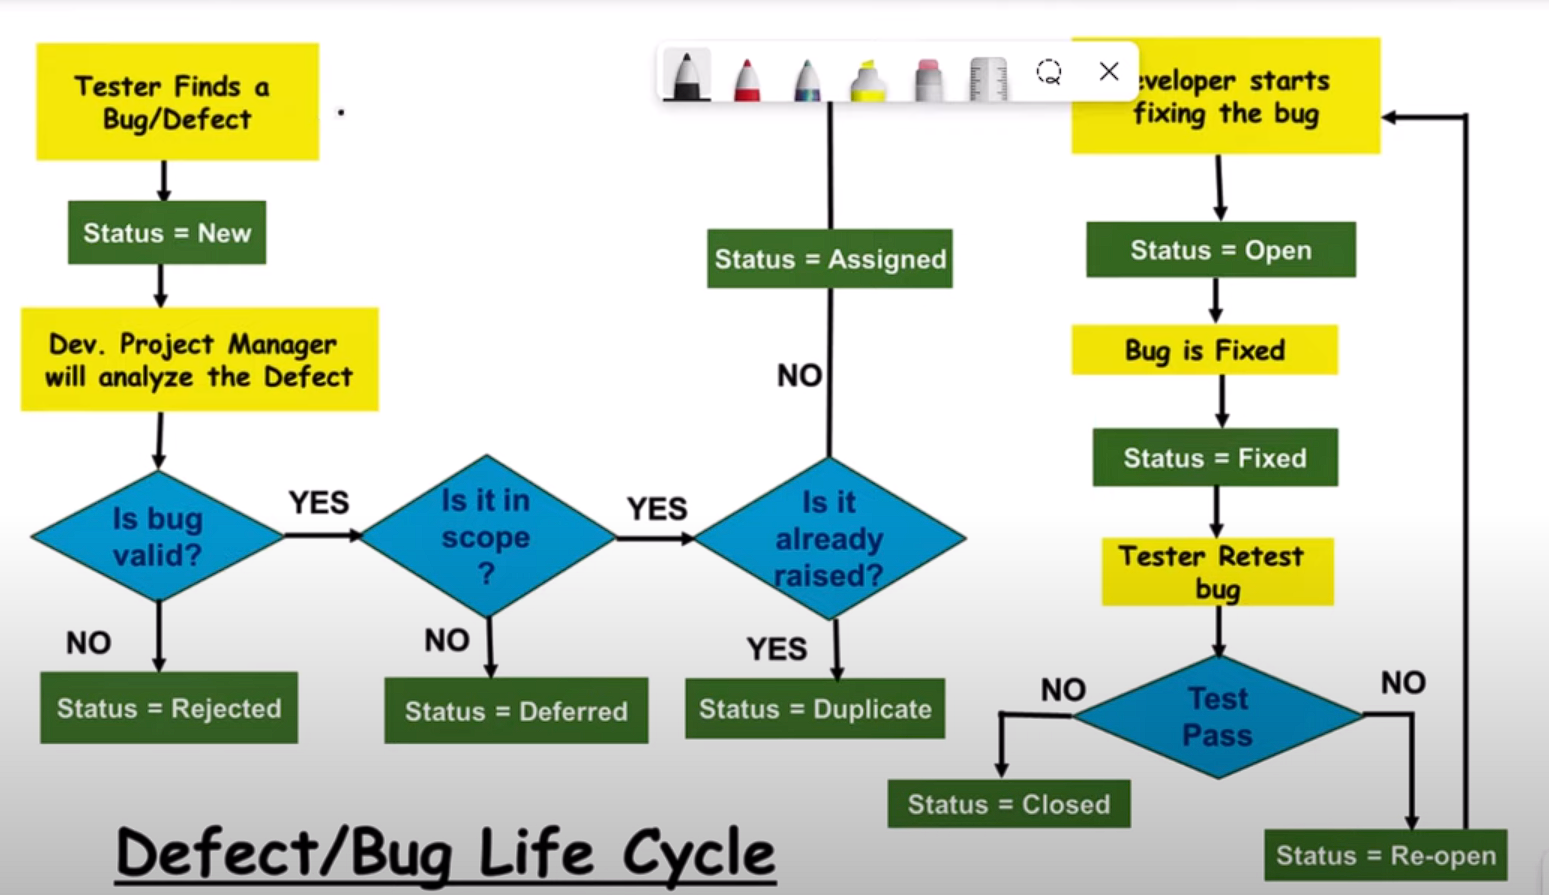 Tester Finds a
Bug/Defect
Status = New
Dev. Project Manager
will analyze the Defect
Is bug
valid?
YES
NO
Status = Rejected
Is it in
scope
?
YES
NO
Status = Deferred
Is it
already
raised?
NO
Status = Assigned
YES
Status = Duplicate
eveloper starts
fixing the bug
Status = Open
Bug is Fixed
Status = Fixed
Tester Retest
bug
Test
Pass
NO
Status = Closed
NO
Status = Re-open
Defect/Bug Life Cycle